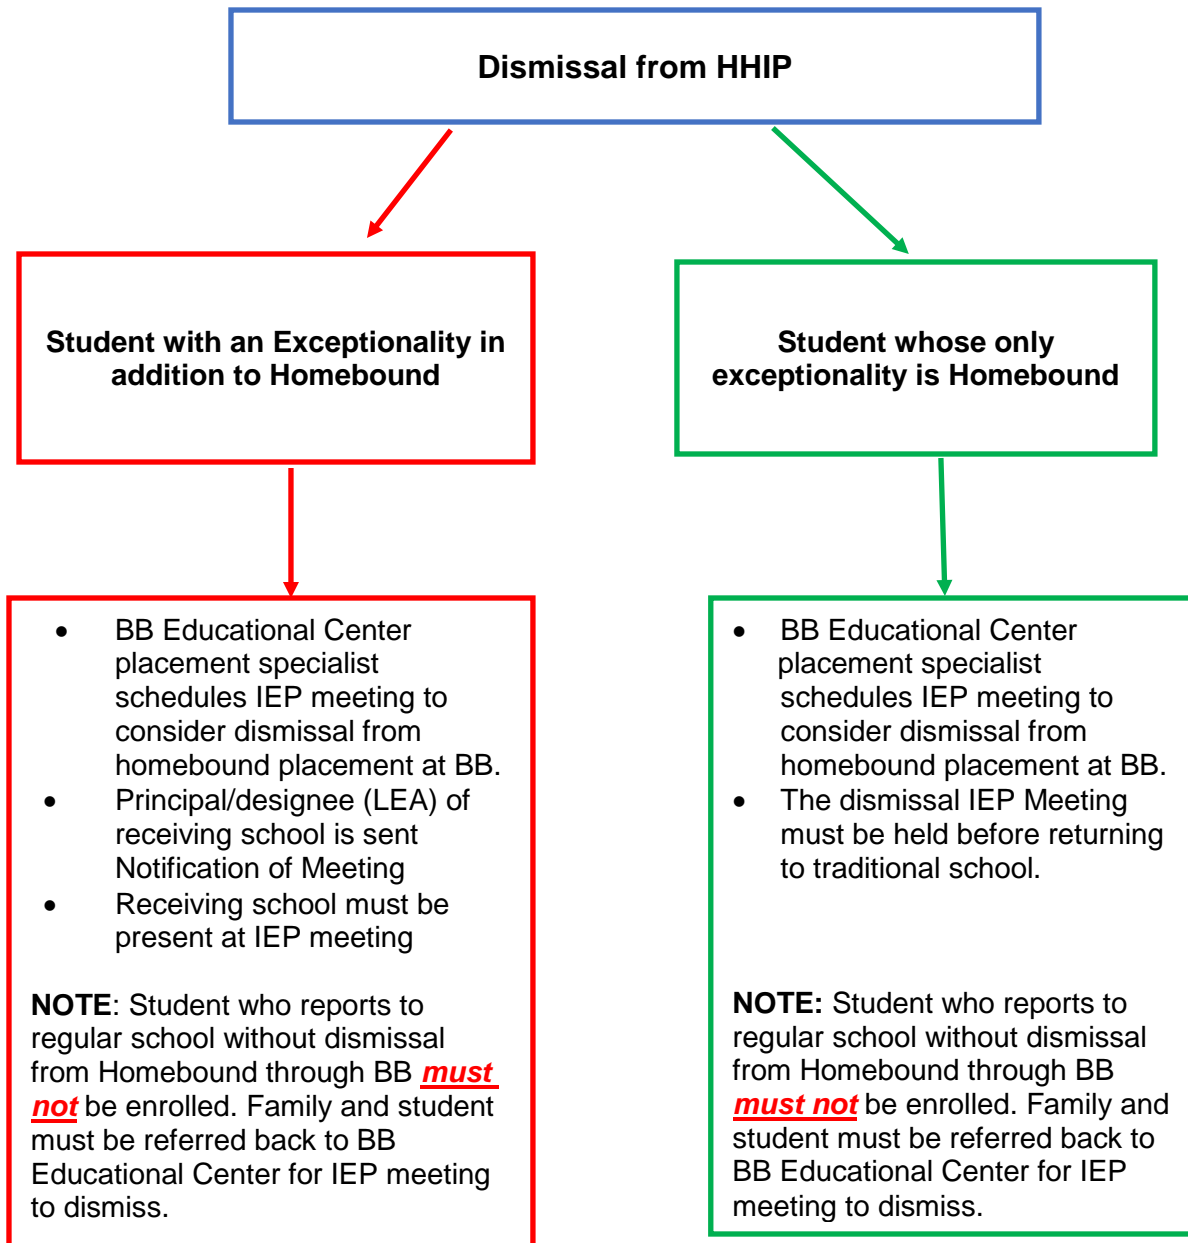 Dismissal from HHIP
Student with an Exceptionality in
addition to Homebound
Student whose only
exceptionality is Homebound
• BB Educational Center
placement specialist
schedules IEP meeting to
consider dismissal from
homebound placement at BB.
• Principal/designee (LEA) of
receiving school is sent
Notification of Meeting
• Receiving school must be
present at IEP meeting
NOTE: Student who reports to
regular school without dismissal
from Homebound through BB must
not be enrolled. Family and student
must be referred back to BB
Educational Center for IEP meeting
to dismiss.
• BB Educational Center
placement specialist
schedules IEP meeting to
consider dismissal from
homebound placement at BB.
• The dismissal IEP Meeting
must be held before returning
to traditional school.
NOTE: Student who reports to
regular school without dismissal
from Homebound through BB
must not be enrolled. Family and
student must be referred back to
BB Educational Center for IEP
meeting to dismiss.